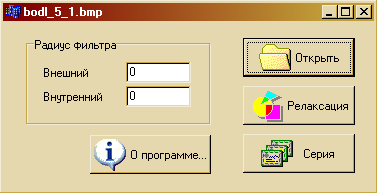 bodl_5_1.bmp
Радиус фильтра
Внешний 0
Внутренний 0
Открыть
Релаксация
О программе...
Серия